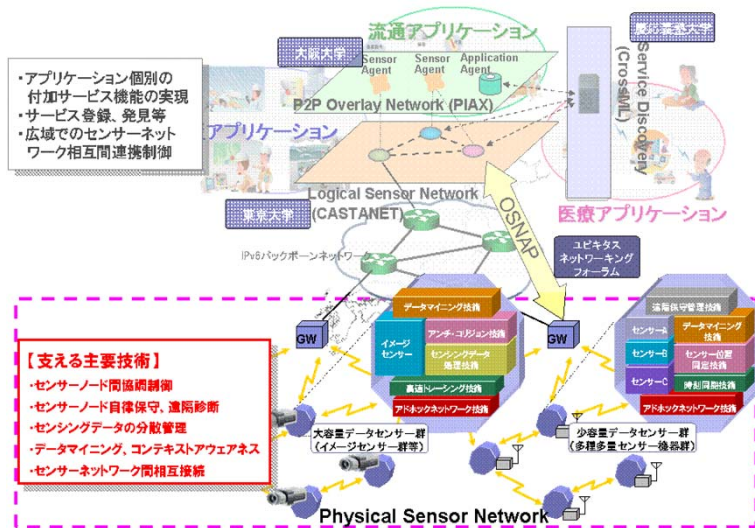 流通アプリケーション
大阪大学
慶応義塾大学
Sensor Agent
Sensor Agent
Application Agent
P2P Overlay Network (PIAX)
Service Discovery
(CrossML)
・アプリケーション個別の
付加サービス機能の実現
・サービス登録、発見等
・広域でのセンサーネット
ワーク相互間連携制御
アプリケーション
Logical Sensor Network
(CASTANET)
東京大学
医療アプリケーション
OSNAP
IPv6バックボーンネットワーク
ユビキタス
ネットワーキング
フォーラム
GW
GW
データマイニング技術
イメージ
センサー
アンチ・コリジョン技術
センシングデータ
処理技術
高速トレーシング技術
アドホックネットワーク技術
遠隔保守管理技術
センサーA
センサーB
センサーC
データマイニング
技術
センサー位置
同定技術
時刻同期技術
アドホックネットワーク技術
【支える主要技術】
・センサーノード間協調制御
・センサーノード自律保守、遠隔診断
・センシングデータの分散管理
・データマイニング、コンテキストアウェアネス
・センサーネットワーク間相互接続
大容量データセンサー群
(イメージセンサー群等)
少容量データセンサー群
(多種多量センサー機器群)
Physical Sensor Network